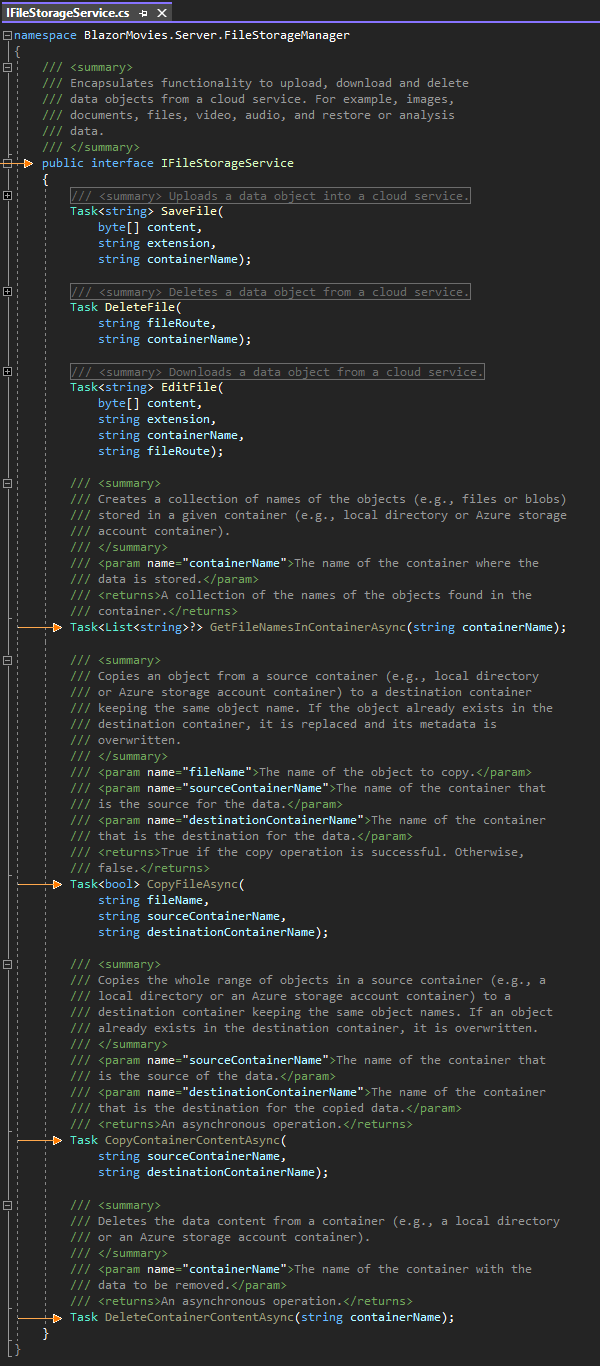 IFileStorageService.cs
namespace BlazorMovies.Server.FileStorageManager
{
/// <summary>
/// Encapsulates functionality to upload, download and delete
/// data objects from a cloud service. For example, images,
/// documents, files, video, audio, and restore or analysis
/// data.
/// </summary>
public interface IFileStorageService
{
/// <summary> Uploads a data object into a cloud service.
Task<string> SaveFile(
byte[] content,
string extension,
string containerName);
/// <summary> Deletes a data object from a cloud service.
Task DeleteFile(
string fileRoute,
string containerName);
/// <summary> Downloads a data object from a cloud service.
Task<string> EditFile(
byte[] content,
string extension,
string containerName,
string fileRoute);
/// <summary>
/// Creates a collection of names of the objects (e.g., files or blobs)
/// stored in a given container (e.g., local directory or Azure storage
/// account container).
/// </summary>
/// <param name="containerName">The name of the container where the
/// data is stored.</param>
/// <returns>A collection of the names of the objects found in the
/// container.</returns>
Task<List<string>?> GetFileNamesInContainerAsync(string containerName);
/// <summary>
/// Copies an object from a source container (e.g., local directory
/// or Azure storage account container) to a destination container
/// keeping the same object name. If the object already exists in the
/// destination container, it is replaced and its metadata is
/// overwritten.
/// </summary>
/// <param name="fileName">The name of the object to copy.</param>
/// <param name="sourceContainerName">The name of the container that
/// is the source for the data.</param>
/// <param name="destinationContainerName">The name of the container
/// that is the destination for the data.</param>
/// <returns>True if the copy operation is successful. Otherwise,
/// false.</returns>
Task<bool> CopyFileAsync(
string fileName,
string sourceContainerName,
string destinationContainerName);
/// <summary>
/// Copies the whole range of objects in a source container (e.g., a
/// local directory or an Azure storage account container) to a
/// destination container keeping the same object names. If an object
/// already exists in the destination container, it is overwritten.
/// </summary>
/// <param name="sourceContainerName">The name of the container that
/// is the source of the data.</param>
/// <param name="destinationContainerName">The name of the container
/// that is the destination for the copied data.</param>
/// <returns>An asynchronous operation.</returns>
Task CopyContainerContentAsync(
string sourceContainerName,
string destinationContainerName);
/// <summary>
/// Deletes the data content from a container (e.g., a local directory
/// or an Azure storage account container).
/// </summary>
/// <param name="containerName">The name of the container with the
/// data to be removed.</param>
/// <returns>An asynchronous operation.</returns>
Task DeleteContainerContentAsync(string containerName);
}
}